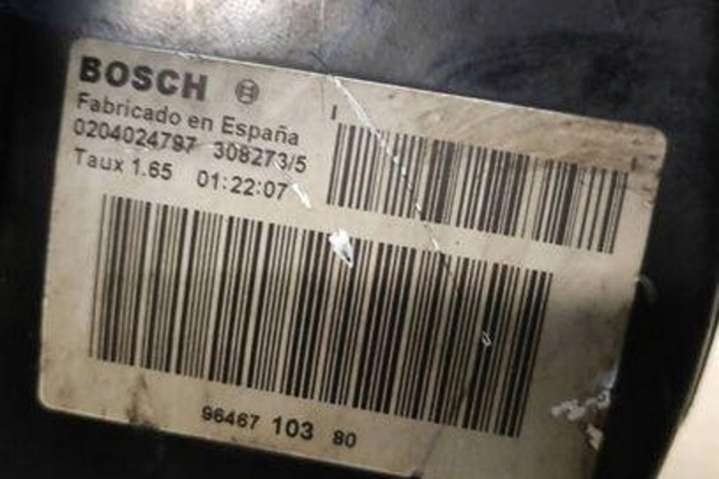 BOSCH
Fabricado en España
0204024797 308273/5
Taux 1.65 01:22:07
96467 103 80